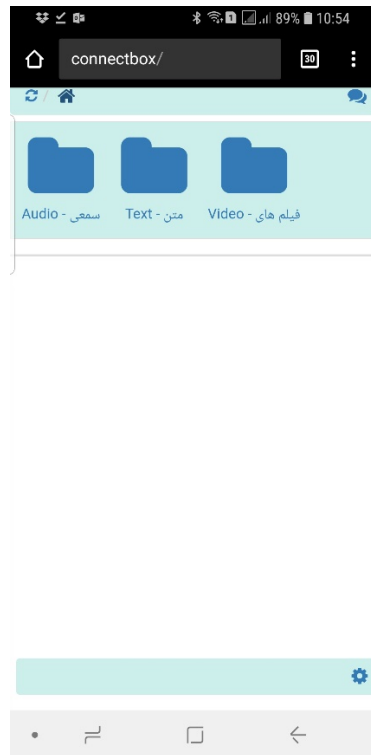 89% 10:54
connectbox/ 30
/
Audio - سمعی
Text - متن
Video - فیلم های